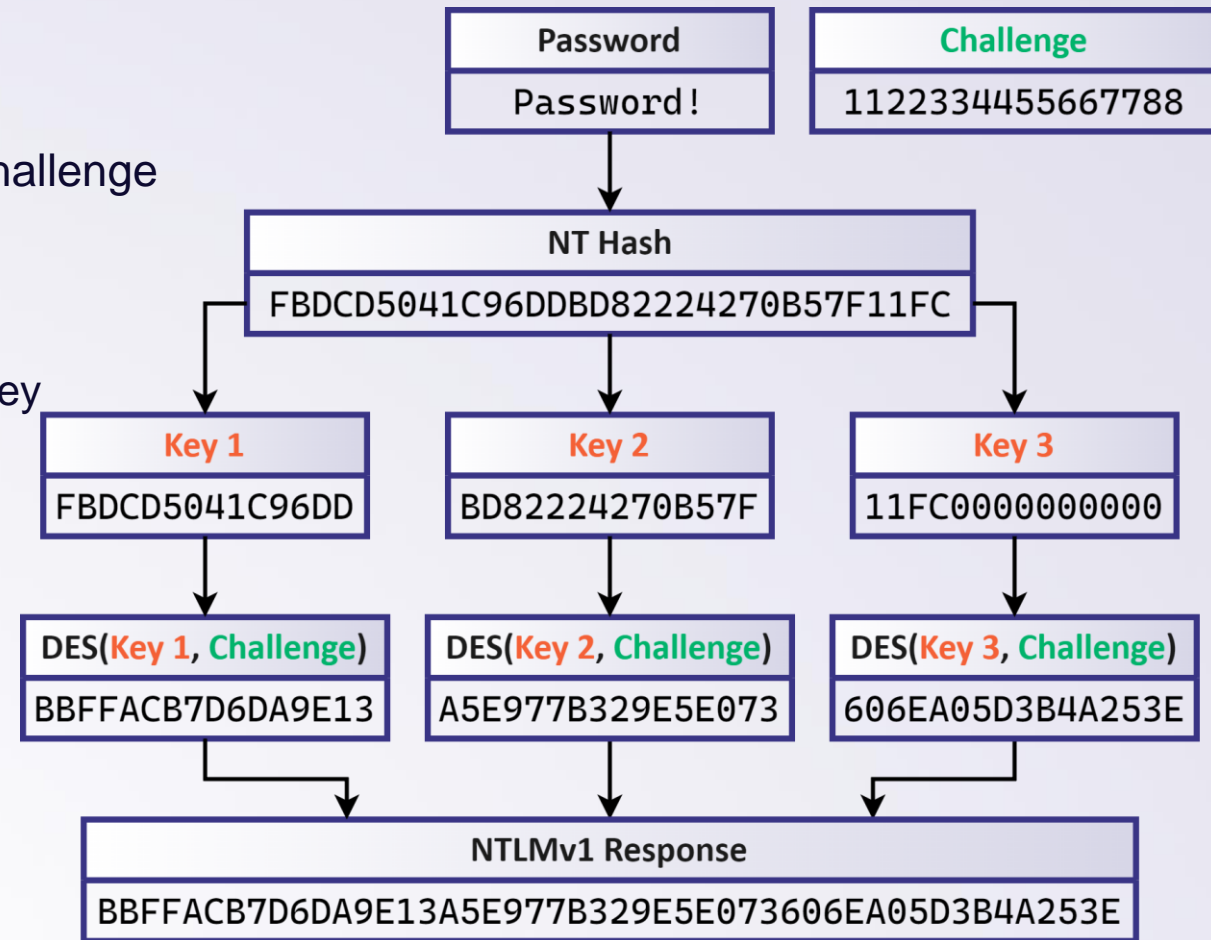 Password
Password!
Challenge
1122334455667788
hallenge
NT Hash
FBDCD5041C96DDBD82224270B57F11FC
ey
Key 1
FBDCD5041C96DD
Key 2
BD82224270B57F
Key 3
11FC0000000000
DES(Key 1, Challenge)
BBFFACB7D6DA9E13
DES(Key 2, Challenge)
A5E977B329E5E073
DES(Key 3, Challenge)
606EA05D3B4A253E
NTLMv1 Response
BBFFACB7D6DA9E13A5E977B329E5E073606EA05D3B4A253E